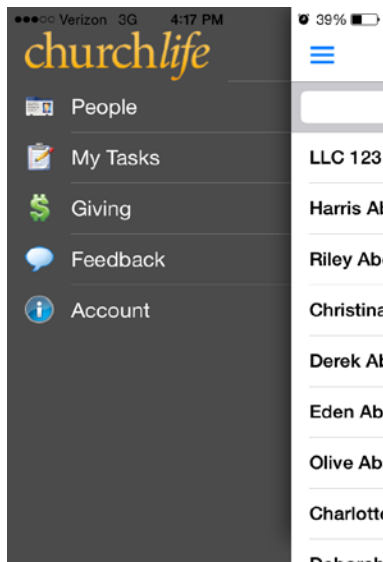 Verizon 3G 4:17 PM 39%
churchlife
People
My Tasks
Giving
Feedback
Account
LLC 123
Harris Ab
Riley Abe
Christina
Derek Ab
Eden Ab
Olive Ab
Charlotte
Deborah